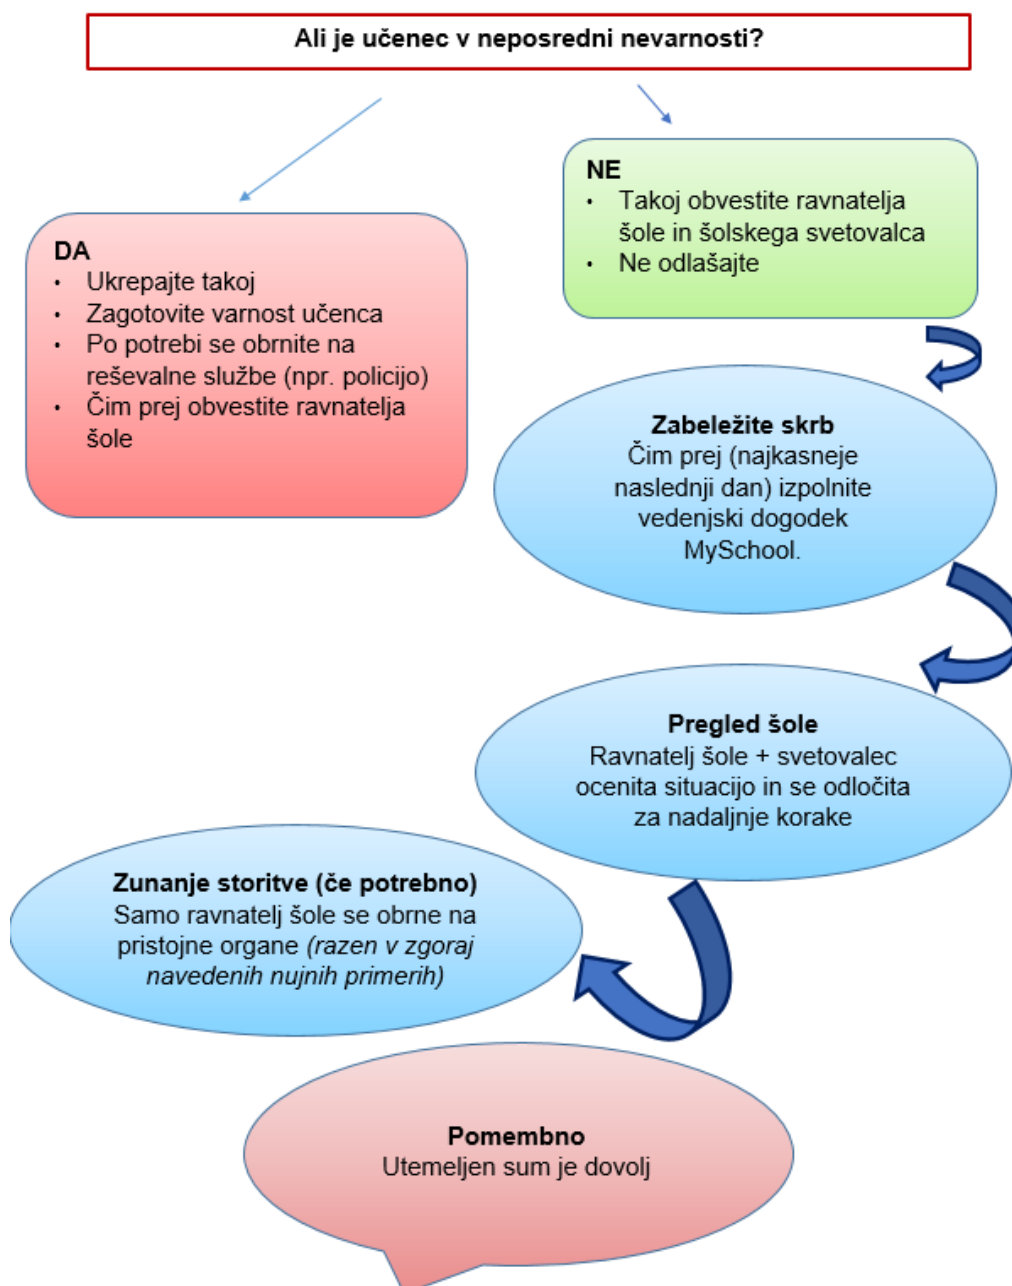 Ali je učenec v neposredni nevarnosti?
DA
• Ukrepajte takoj
• Zagotovite varnost učenca
• Po potrebi se obrnite na
reševalne službe (npr. policijo)
• Čim prej obvestite ravnatelja
šole
NE
• Takoj obvestite ravnatelja
šole in šolskega svetovalca
• Ne odlašajte
Zabeležite skrb
Čim prej (najkasneje
naslednji dan) izpolnite
vedenjski dogodek
MySchool.
Pregled šole
Ravnatelj šole + svetovalec
ocenita situacijo in se odločita
za nadaljnje korake
Zunanje storitve (če potrebno)
Samo ravnatelj šole se obrne na
pristojne organe (razen v zgoraj
navedenih nujnih primerih)
Pomembno
Utemeljen sum je dovolj